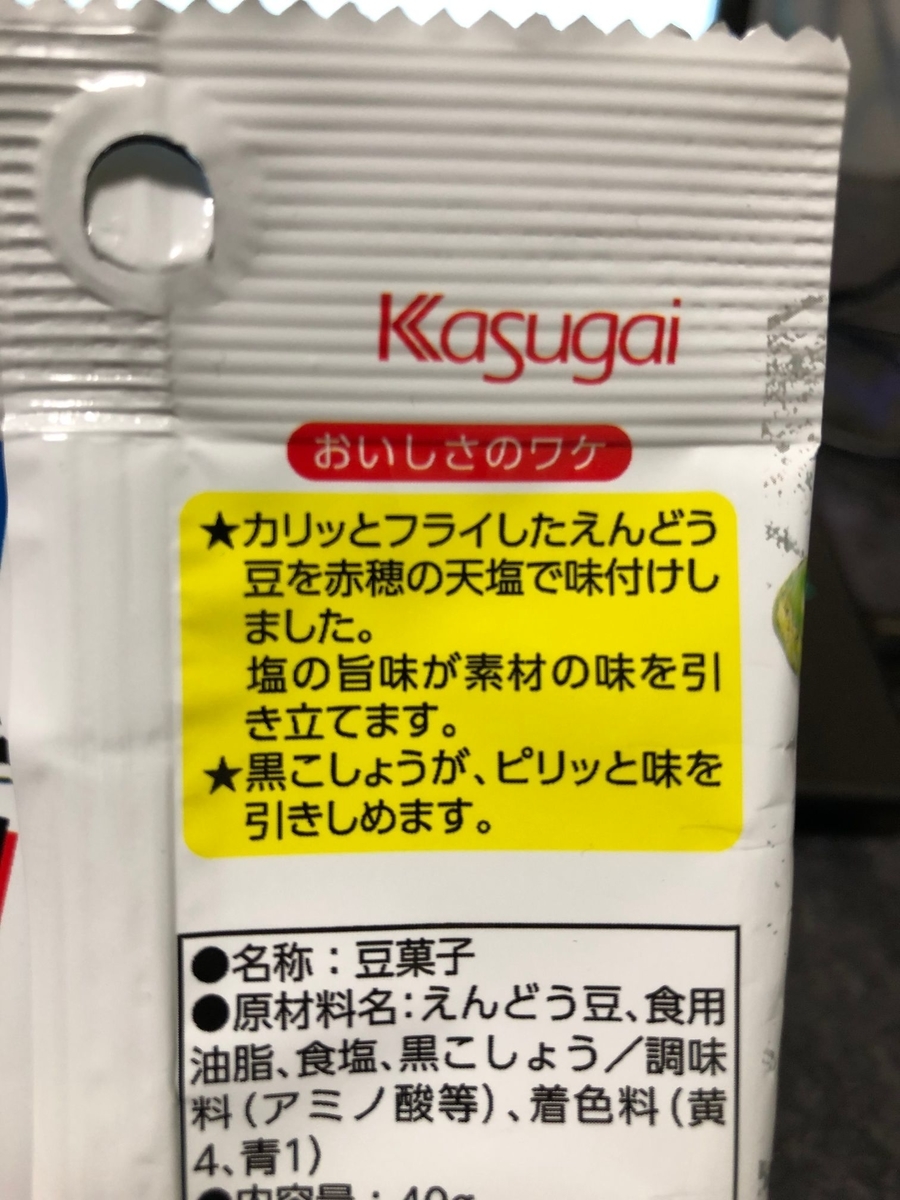 Kasugai
おいしさのワケ
★カリッとフライしたえんどう
豆を赤穂の天塩で味付けし
ました。
塩の旨味が素材の味を引
き立てます。
★黒こしょうが、ピリッと味を
引きしめます。
●名称：豆菓子
●原材料名：えんどう豆、食用
油脂、食塩、黒こしょう／調味
料（アミノ酸等）、着色料（黄
4、青1）
●内容量：40g